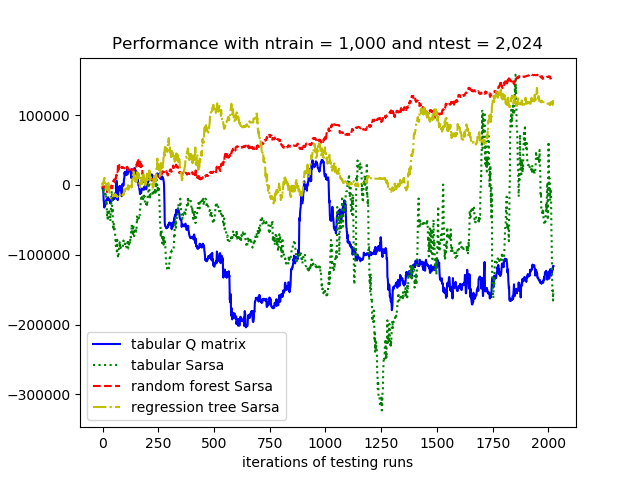 Performance with ntrain = 1,000 and ntest = 2,024
100000
0
−100000
−200000
−300000
tabular Q matrix
tabular Sarsa
random forest Sarsa
regression tree Sarsa
0 250 500 750 1000 1250 1500 1750 2000
iterations of testing runs